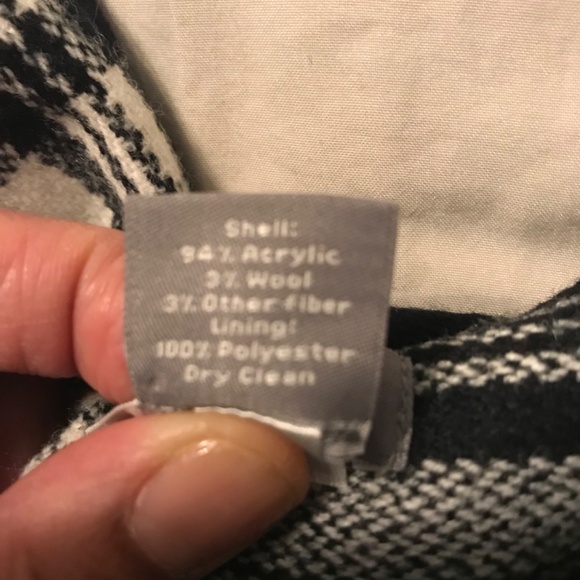 Shell:
94% Acrylic
3% Wool
3% Other fiber
Lining:
100% Polyester
Dry Clean